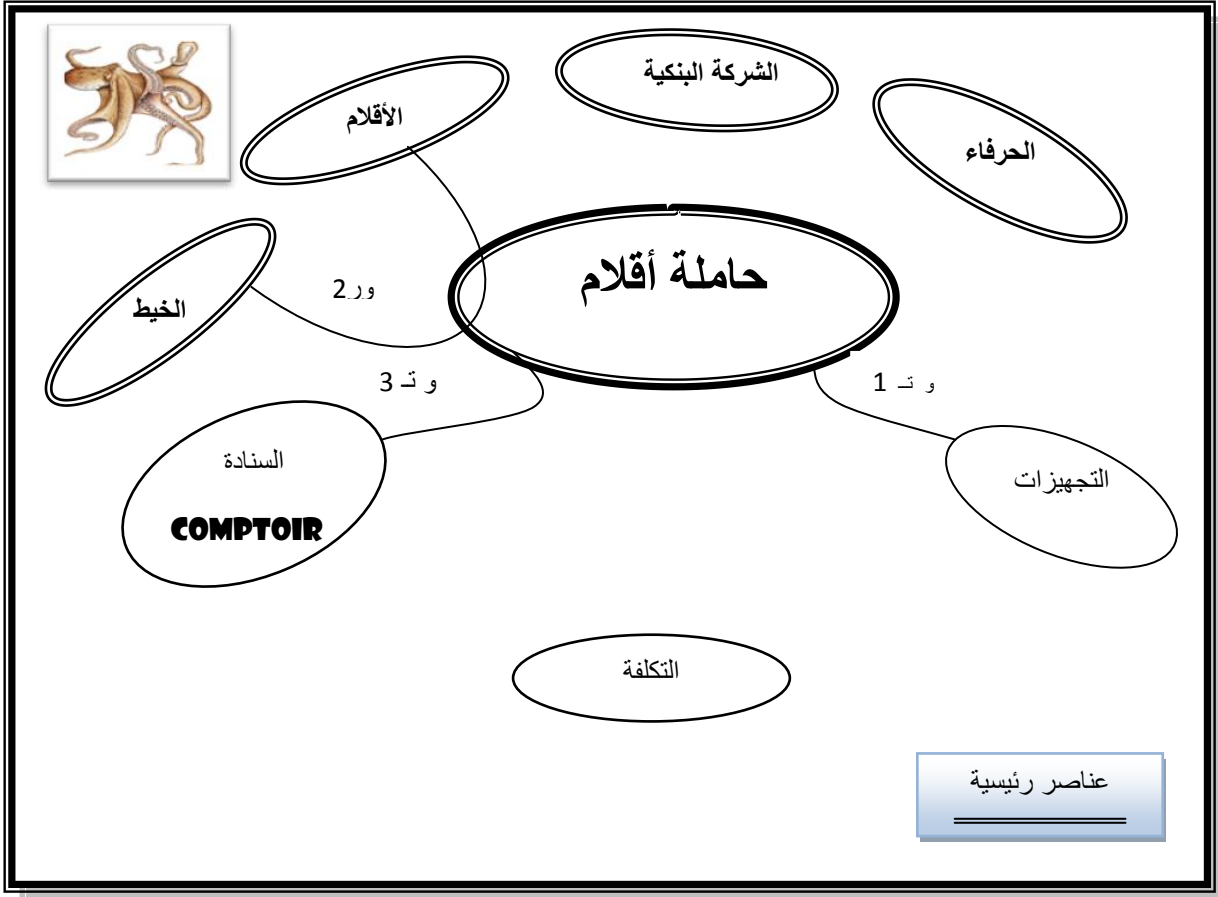 الشركة البنكية
الأقلام
الحرفاء
حاملة أقلام
الخيط
ور2
و تـ 3
و تـ 1
السنادة
COMPTOIR
التجهيزات
التكلفة
عناصر رئيسية